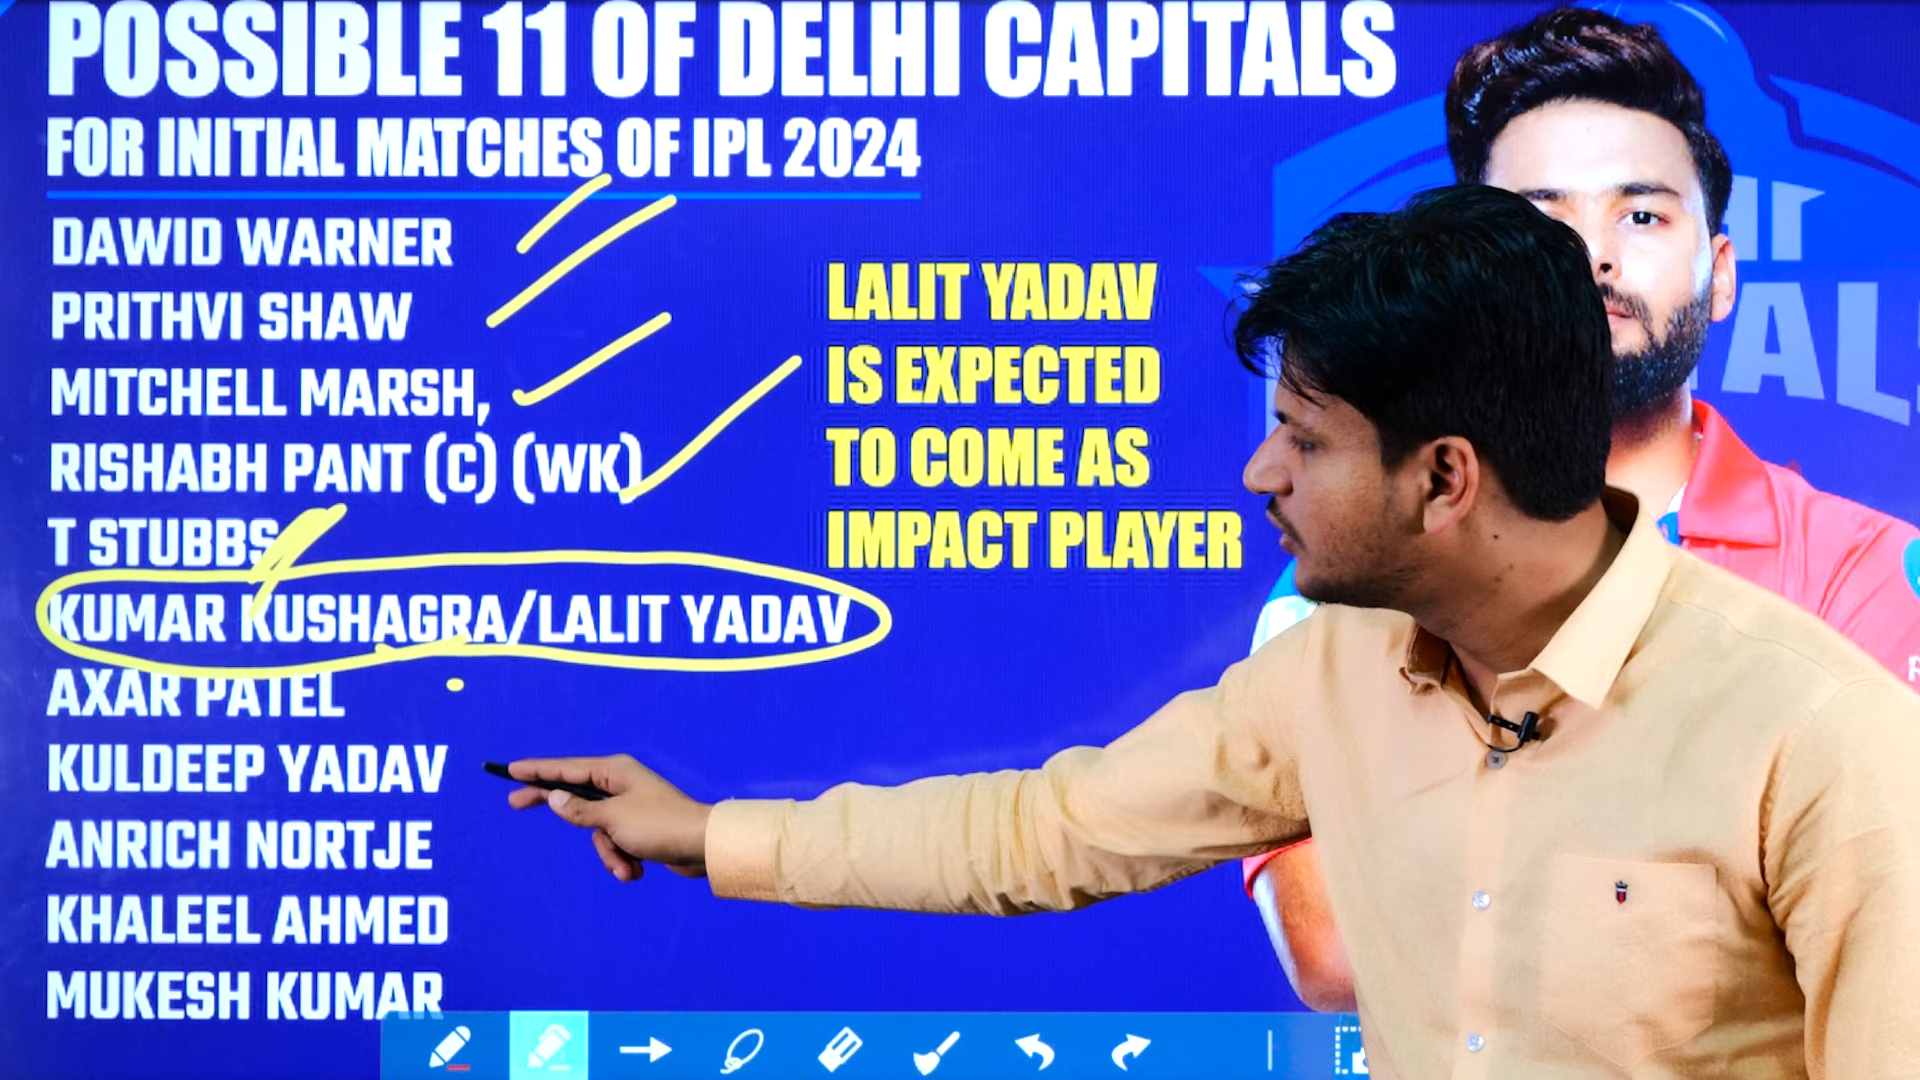 POSSIBLE 11 OF DELHI CAPITALS
FOR INITIAL MATCHES OF IPL 2024
DAWID WARNER
PRITHVI SHAW
MITCHELL MARSH,
RISHABH PANT (C) (WK)
T STUBBS
KUMAR KUSHAGRA/LALIT YADAV
AXAR PATEL
KULDEEP YADAV
ANRICH NORTJE
KHALEEL AHMED
MUKESH KUMAR
LALIT YADAV
IS EXPECTED
TO COME AS
IMPACT PLAYER